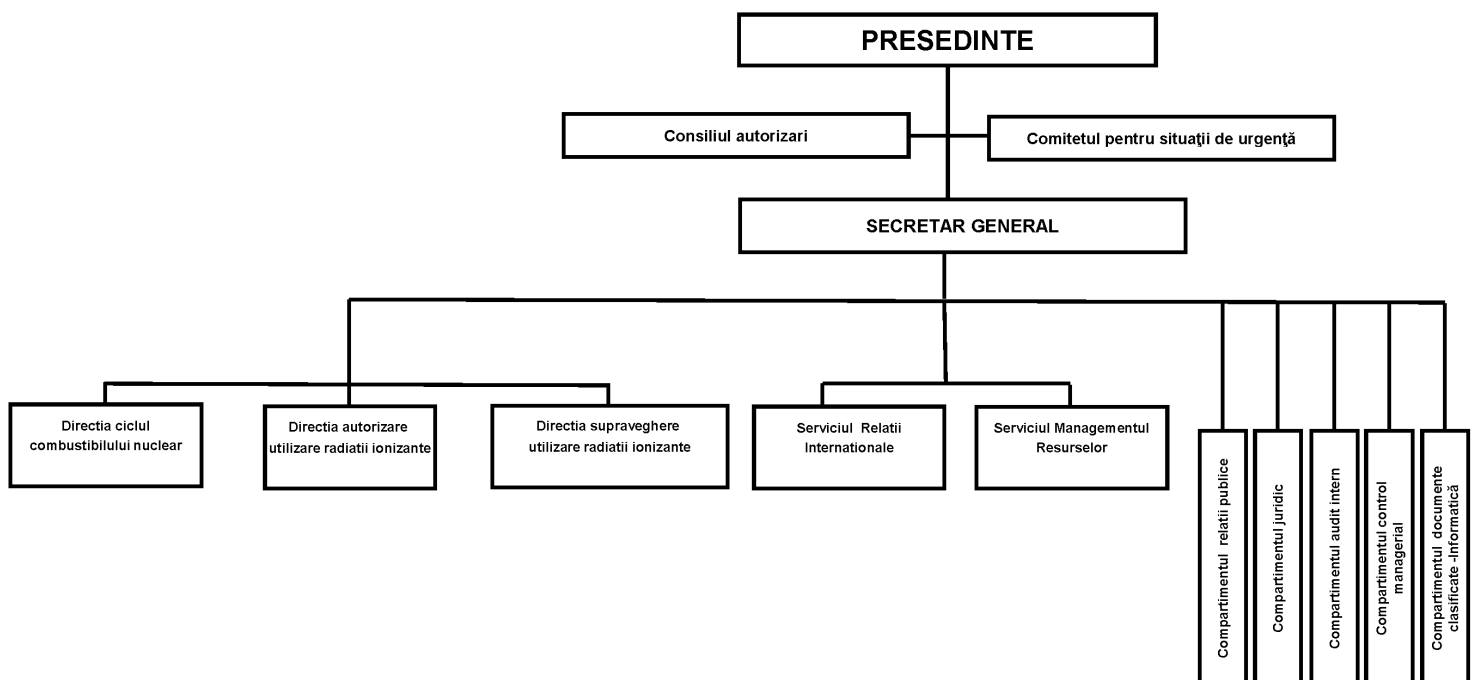 PRESEDINTE
Consiliul autorizari
Comitetul pentru situaţii de urgenţă
SECRETAR GENERAL
Directia ciclul
combustibilului nuclear
Directia autorizare
utilizare radiatii ionizante
Directia supraveghere
utilizare radiatii ionizante
Serviciul Relatii
Internationale
Serviciul Managementul
Resurselor
Compartimentul relatii publice
Compartimentul juridic
Compartimentul audit intern
Compartimentul control
managerial
Compartimentul documente
clasificate -Informatică